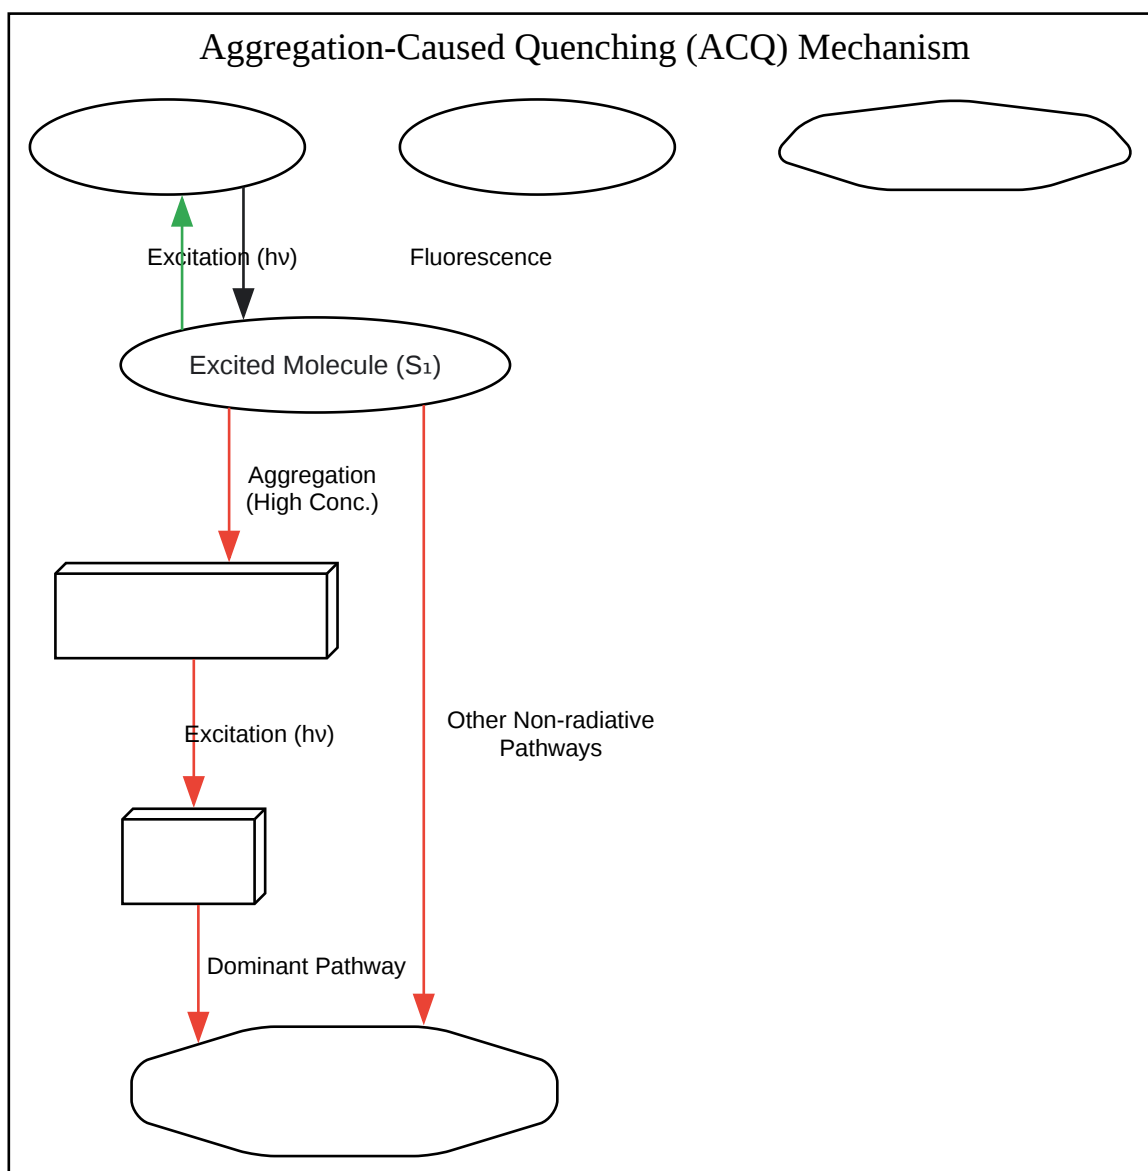 Aggregation-Caused Quenching (ACQ) Mechanism
Excitation (hν)
Fluorescence
Excited Molecule (S₁)
Aggregation
(High Conc.)
Other Non-radiative
Pathways
Excitation (hν)
Dominant Pathway